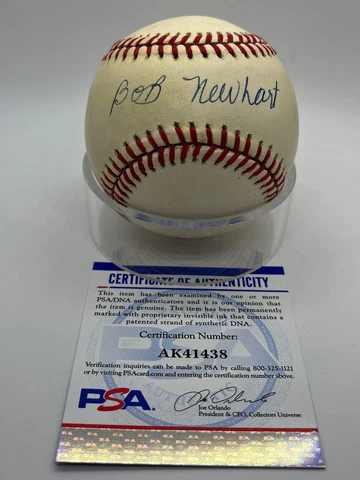 BOB Newhart
CERTIFICATE OF AUTHENTICITY
This item has been examined by one or more
PSA/DNA authenticators and it is our opinion that
the item is genuine. The item has been permanently
marked with proprietary invisible ink that contains a
patented strand of synthetic DNA.
Certification Number:
AK41438
Verification inquiries can be made to PSA by calling 800-325-1121
or by visiting PSAcard.com and entering the certification number above.
PSA.
Joe Orlando
President & CEO, Collectors Universe